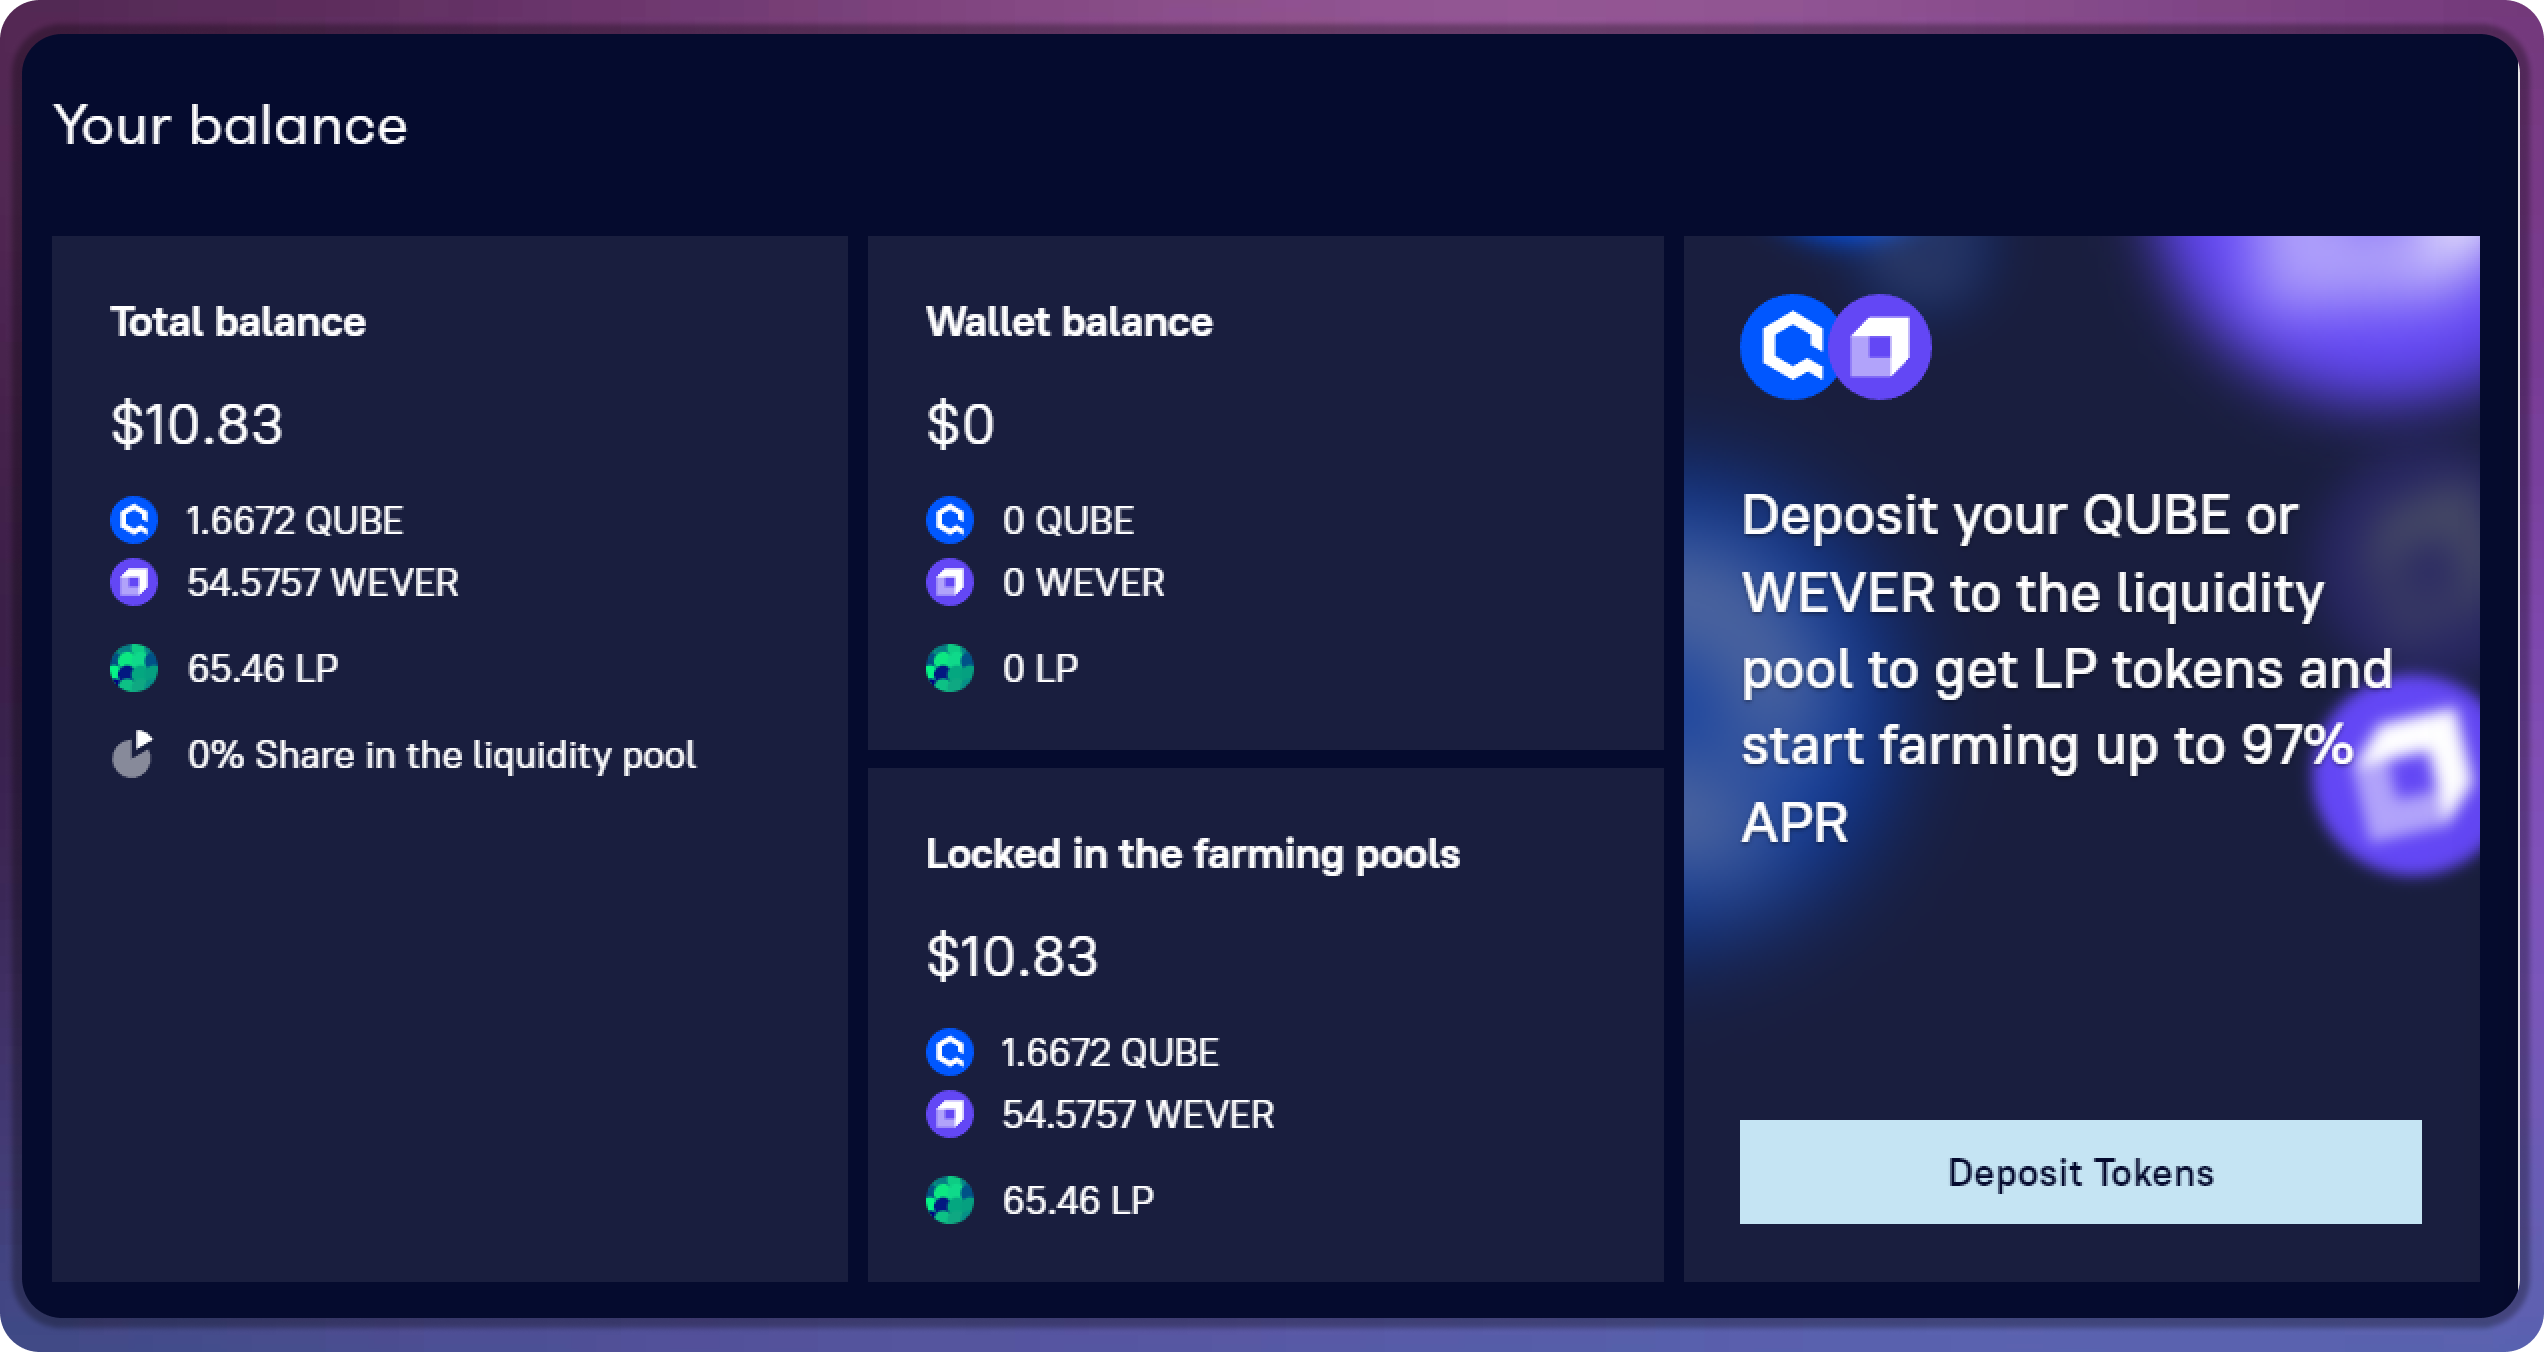 Your balance
Total balance
$10.83
1.6672 QUBE
54.5757 WEVER
65.46 LP
0% Share in the liquidity pool
Wallet balance
$0
0 QUBE
0 WEVER
0 LP
Locked in the farming pools
$10.83
1.6672 QUBE
54.5757 WEVER
65.46 LP
Deposit your QUBE or
WEVER to the liquidity
pool to get LP tokens and
start farming up to 97%
APR
Deposit Tokens